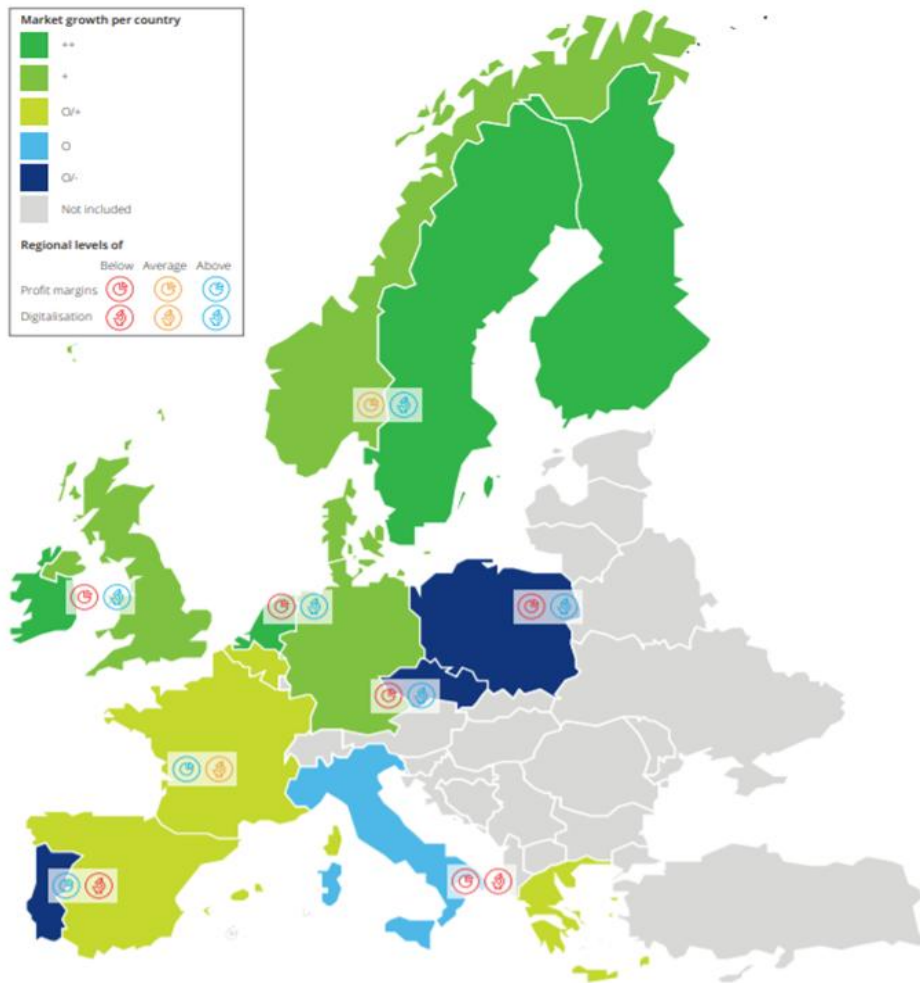 Market growth per country
++
+
O/+
O
O/-
Not included
Regional levels of
Below Average Above
Profit margins
Digitalisation